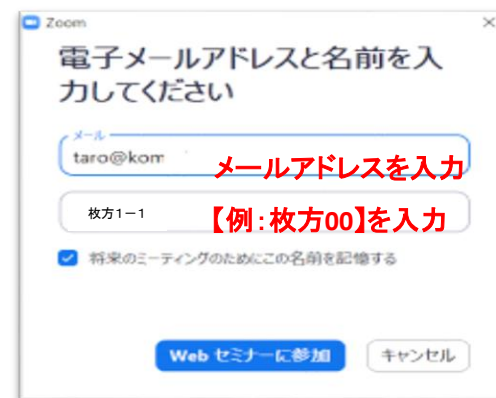 Zoom
電子メールアドレスと名前を入
力してください
メール
taro@kom
メールアドレスを入力
枚方1－1
【例：枚方00】を入力
将来のミーティングのためにこの名前を記憶する
Web セミナーに参加
キャンセル